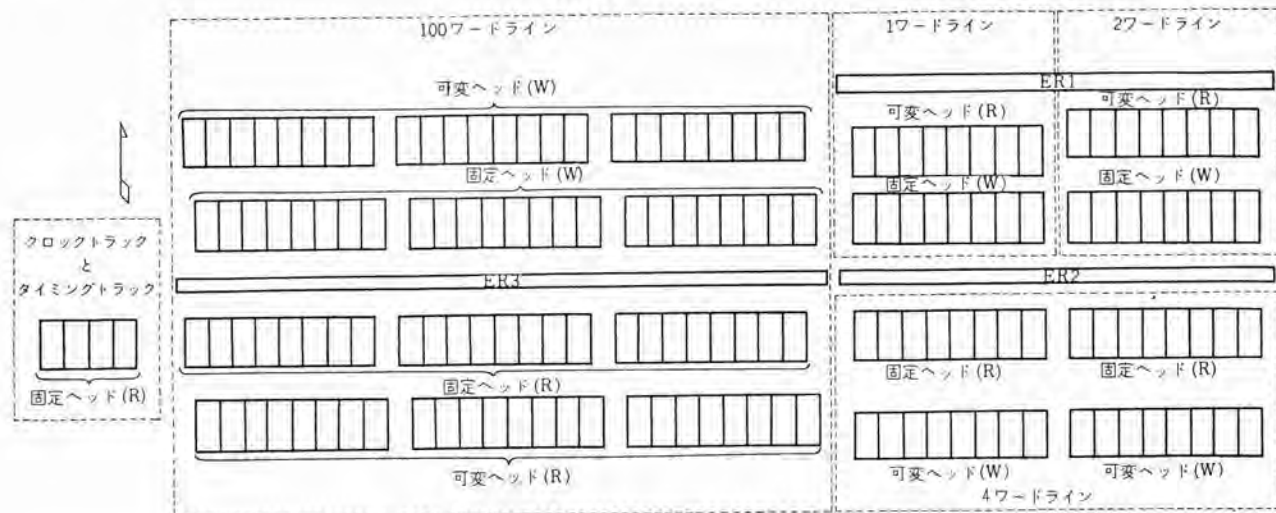 100ワードライン
可変ヘッド(W)
固定ヘッド(W)
ER3
固定ヘッド(R)
可変ヘッド(R)
クロックトラック
と
タイミングトラック
固定ヘッド(R)
1ワードライン
2ワードライン
ER1
可変ヘッド(R)
可変ヘッド(R)
固定ヘッド(W)
固定ヘッド(W)
ER2
固定ヘッド(R)
固定ヘッド(R)
可変ヘッド(W)
可変ヘッド(W)
4ワードライン